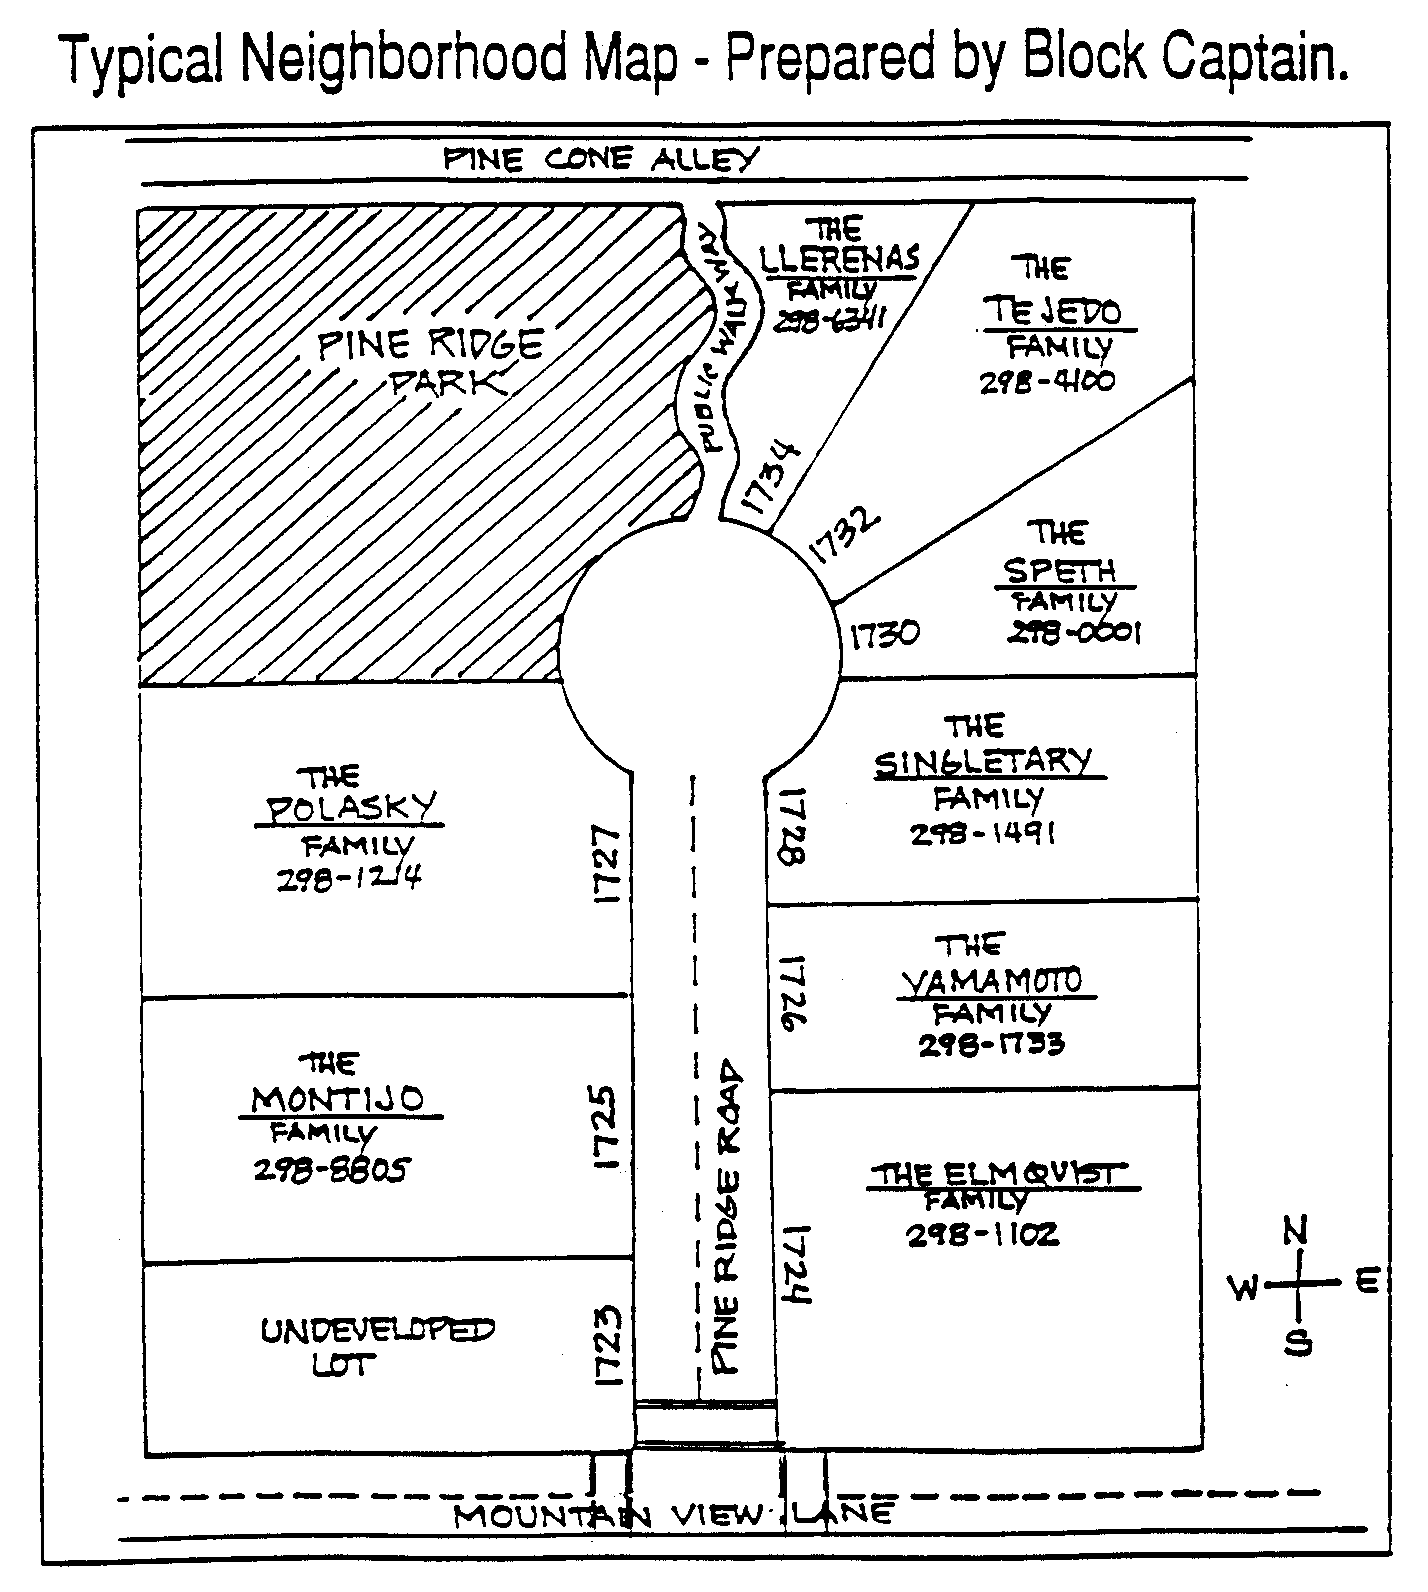 Typical Neighborhood Map - Prepared by Block Captain.
PINE CONE ALLEY
PINE RIDGE
PARK
PUBLIC WALK WAY
THE
LLERENAS
FAMILY
298-6341
1734
THE
TEJEDO
FAMILY
298-4100
1732
THE
SPETH
FAMILY
298-0001
1730
THE
POLASKY
FAMILY
298-1214
1727
THE
SINGLETARY
FAMILY
298-1491
1728
THE
YAMAMOTO
FAMILY
298-1733
1726
THE
MONTIJO
FAMILY
298-8805
1725
PINE RIDGE ROAD
THE ELMQVIST
FAMILY
298-1102
1724
UNDEVELOPED
LOT
1723
N
W E
S
MOUNTAIN VIEW LANE